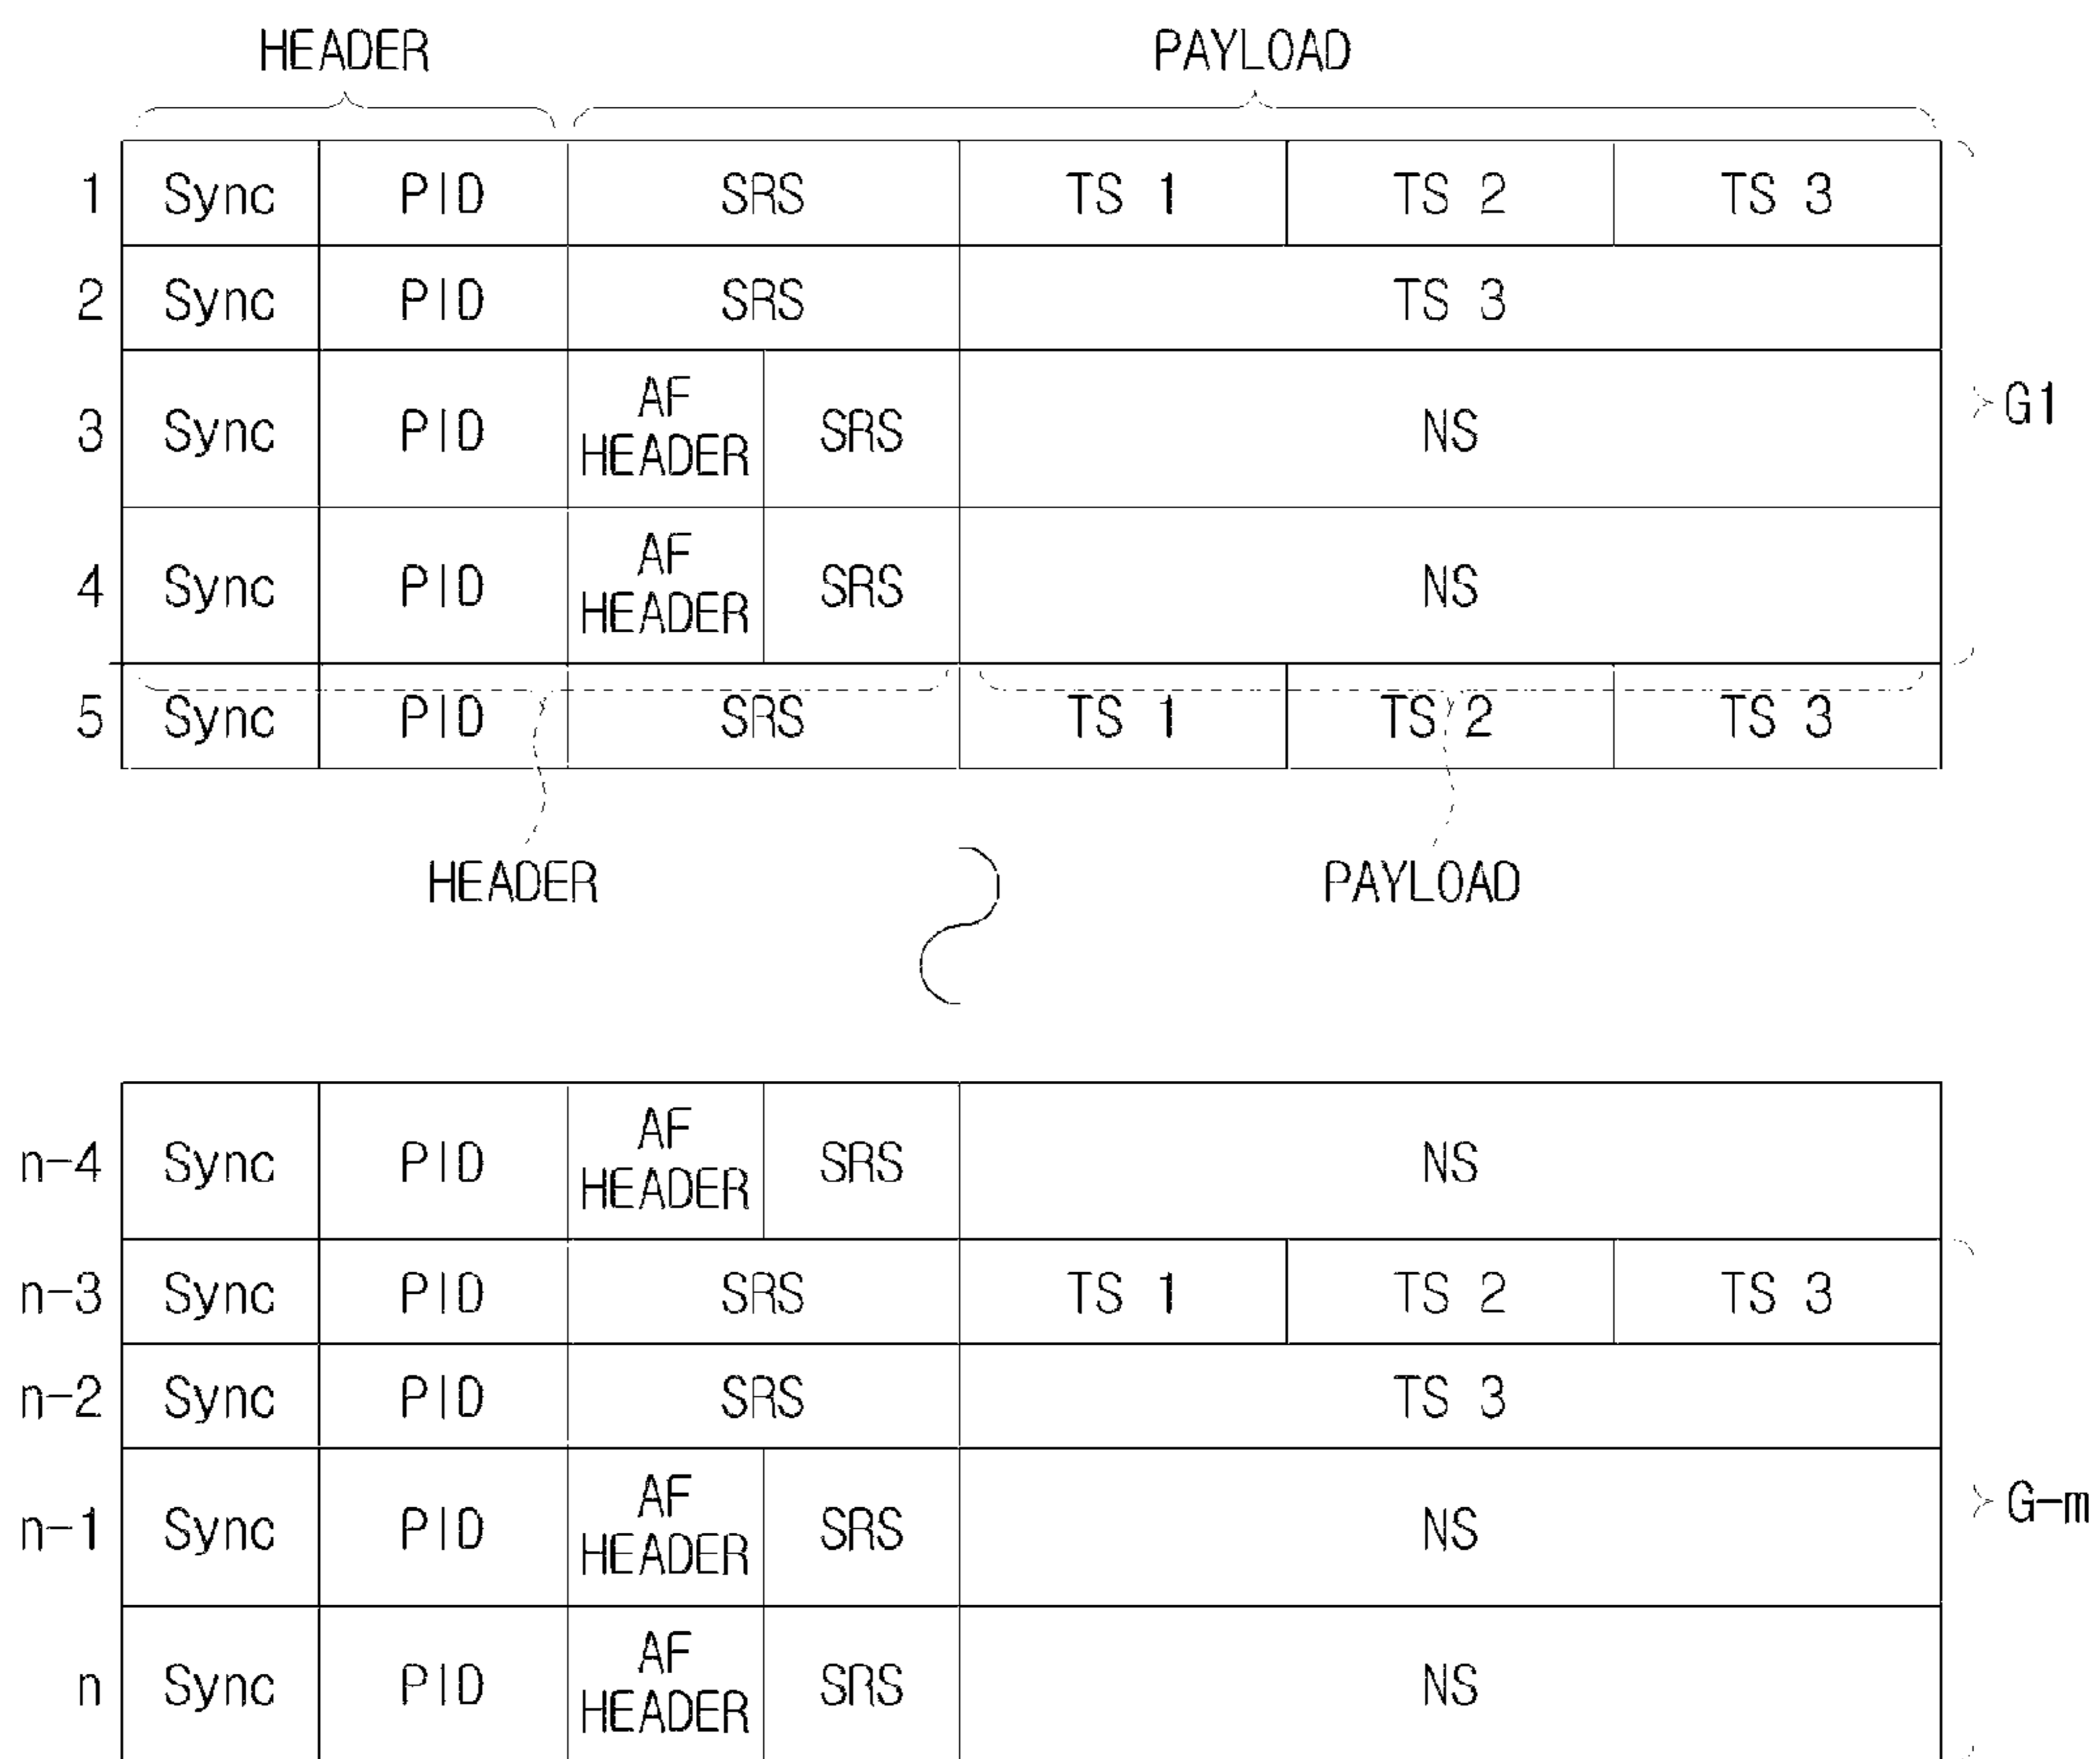 HEADER PAYLOAD
1 Sync PID SRS TS 1 TS 2 TS 3
2 Sync PID SRS TS 3
3 Sync PID AF HEADER SRS NS
G1
4 Sync PID AF HEADER SRS NS
5 Sync PID SRS TS 1 TS 2 TS 3
HEADER PAYLOAD
n-4 Sync PID AF HEADER SRS NS
n-3 Sync PID SRS TS 1 TS 2 TS 3
n-2 Sync PID SRS TS 3
n-1 Sync PID AF HEADER SRS NS
G-m
n Sync PID AF HEADER SRS NS